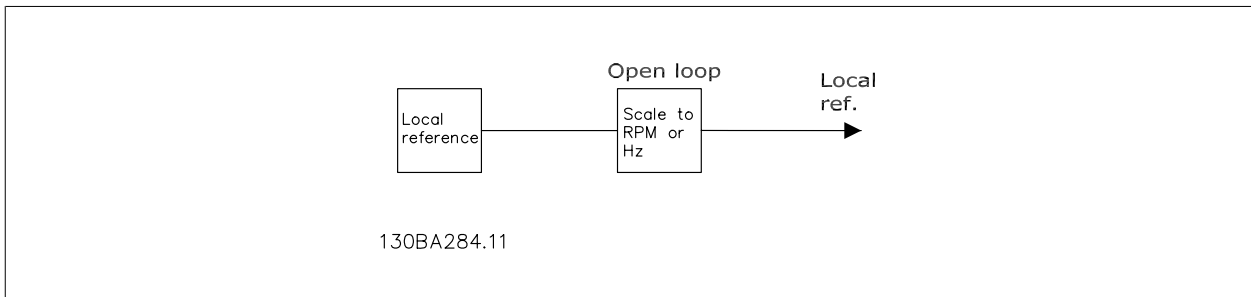 Open loop
Local
ref.
Local
reference
Scale to
RPM or
Hz
130BA284.11